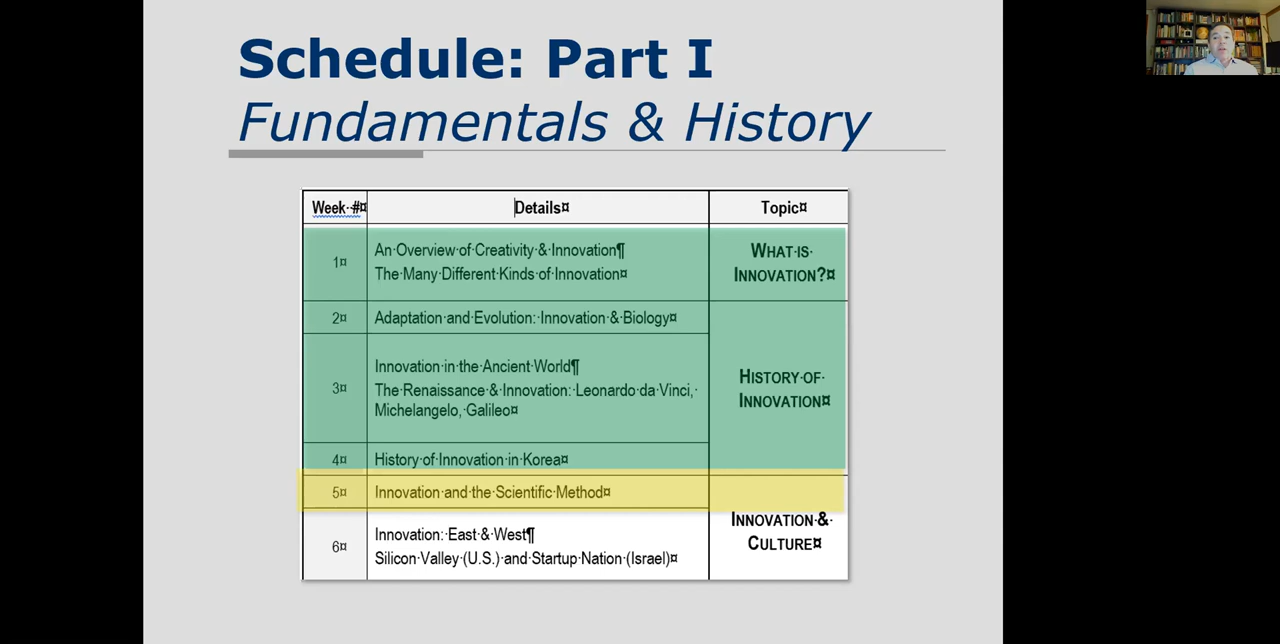 Schedule: Part I
Fundamentals & History
Week·#¤ Details¤ Topic¤
1¤
An·Overview·of·Creativity·&·Innovation¶
The·Many·Different·Kinds·of·Innovation¤
WHAT·IS·
INNOVATION?¤
2¤ Adaptation·and·Evolution:·Innovation·&·Biology¤
3¤
Innovation·in·the·Ancient·World¶
The·Renaissance·&·Innovation:·Leonardo·da·Vinci,·
Michelangelo,·Galileo¤
HISTORY·OF·
INNOVATION¤
4¤ History·of·Innovation·in·Korea¤
5¤ Innovation·and·the·Scientific·Method¤
6¤
Innovation:·East·&·West¶
Silicon·Valley·(U.S.)·and·Startup·Nation·(Israel)¤
INNOVATION·&·
CULTURE¤